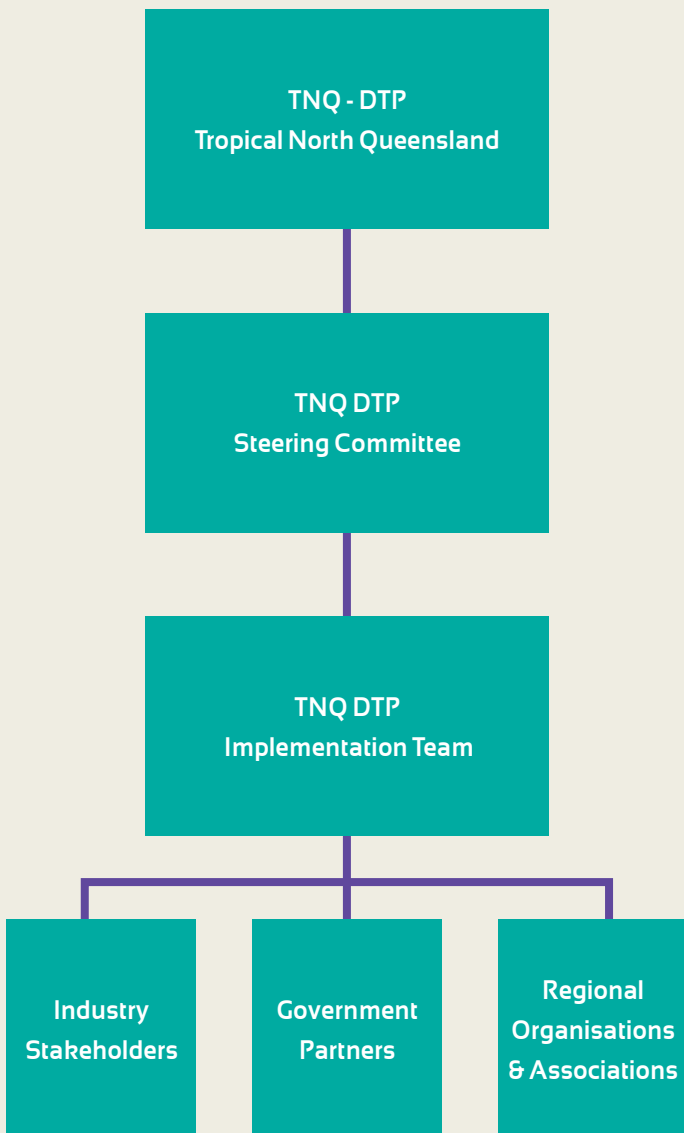 TNQ - DTP
Tropical North Queensland
TNQ DTP
Steering Committee
TNQ DTP
Implementation Team
Industry
Stakeholders
Government
Partners
Regional
Organisations
& Associations